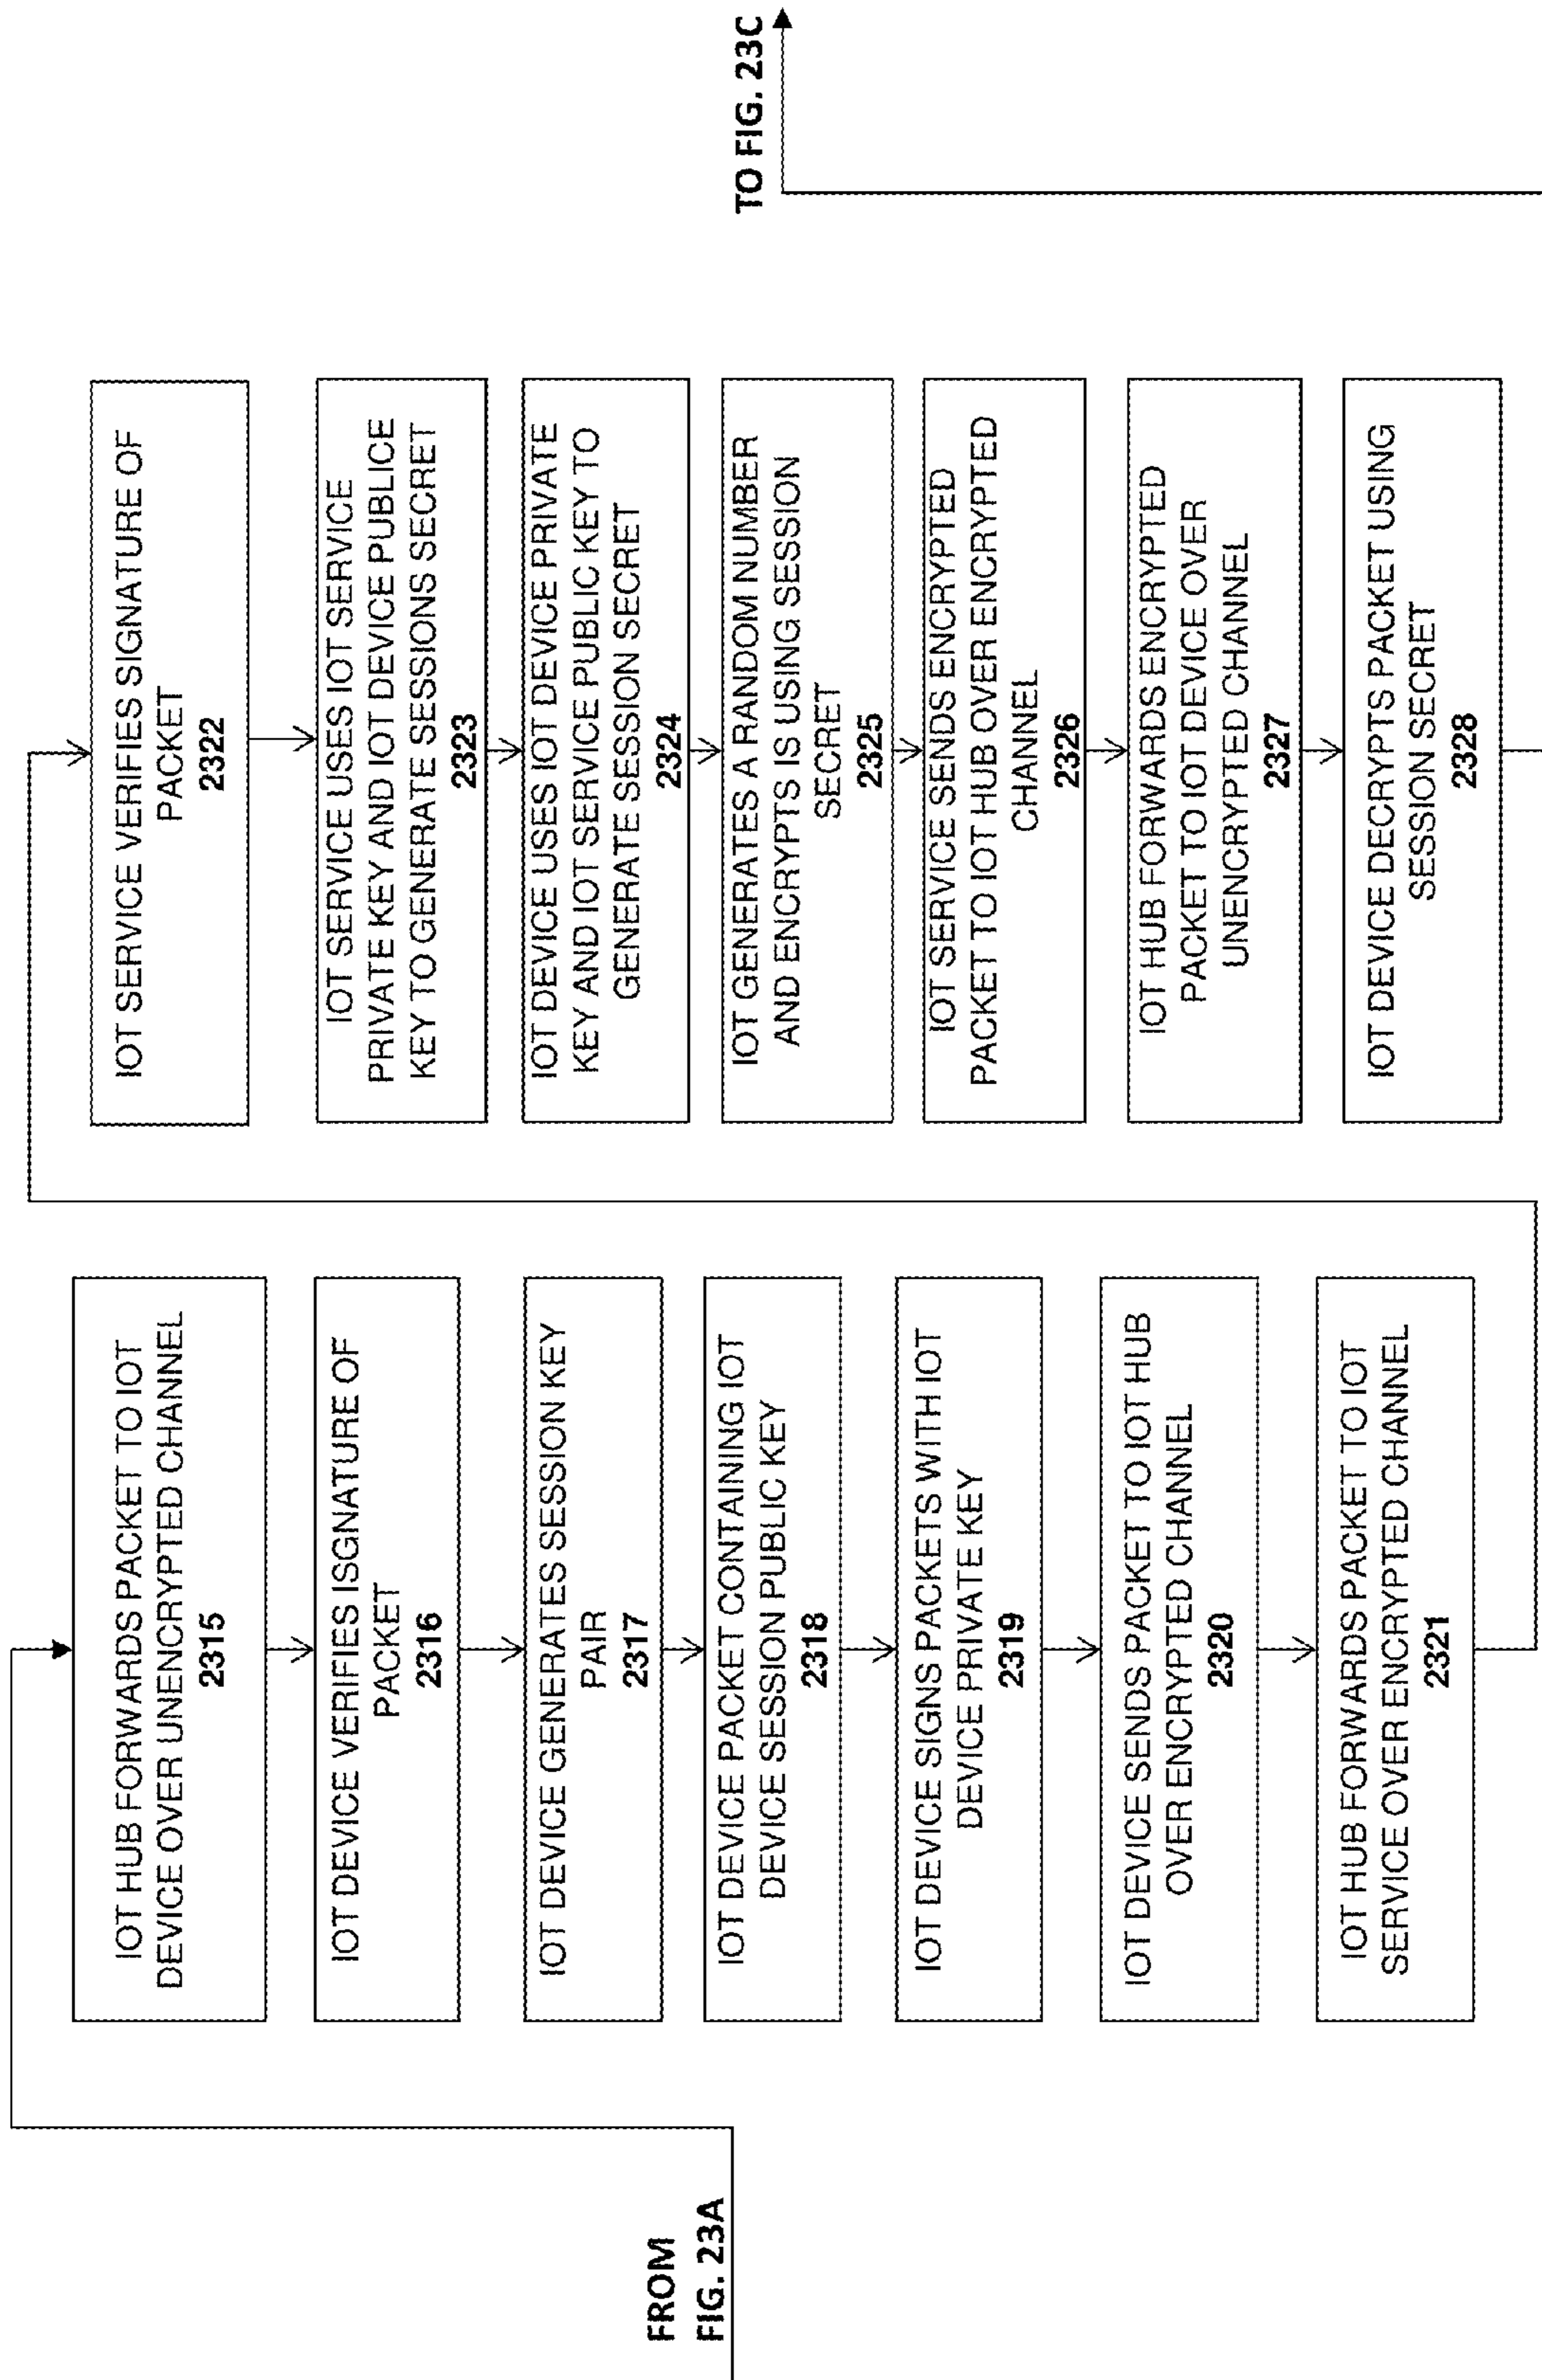 FROM
FIG. 23A
IOT HUB FORWARDS PACKET TO IOT
DEVICE OVER UNENCRYPTED CHANNEL
2315
IOT DEVICE VERIFIES ISGNATURE OF
PACKET
2316
IOT DEVICE GENERATES SESSION KEY
PAIR
2317
IOT DEVICE PACKET CONTAINING IOT
DEVICE SESSION PUBLIC KEY
2318
IOT DEVICE SIGNS PACKETS WITH IOT
DEVICE PRIVATE KEY
2319
IOT DEVICE SENDS PACKET TO IOT HUB
OVER ENCRYPTED CHANNEL
2320
IOT HUB FORWARDS PACKET TO IOT
SERVICE OVER ENCRYPTED CHANNEL
2321
IOT SERVICE VERIFIES SIGNATURE OF
PACKET
2322
IOT SERVICE USES IOT SERVICE
PRIVATE KEY AND IOT DEVICE PUBLICE
KEY TO GENERATE SESSIONS SECRET
2323
IOT DEVICE USES IOT DEVICE PRIVATE
KEY AND IOT SERVICE PUBLIC KEY TO
GENERATE SESSION SECRET
2324
IOT GENERATES A RANDOM NUMBER
AND ENCRYPTS IS USING SESSION
SECRET
2325
IOT SERVICE SENDS ENCRYPTED
PACKET TO IOT HUB OVER ENCRYPTED
CHANNEL
2326
IOT HUB FORWARDS ENCRYPTED
PACKET TO IOT DEVICE OVER
UNENCRYPTED CHANNEL
2327
IOT DEVICE DECRYPTS PACKET USING
SESSION SECRET
2328
TO FIG. 23C